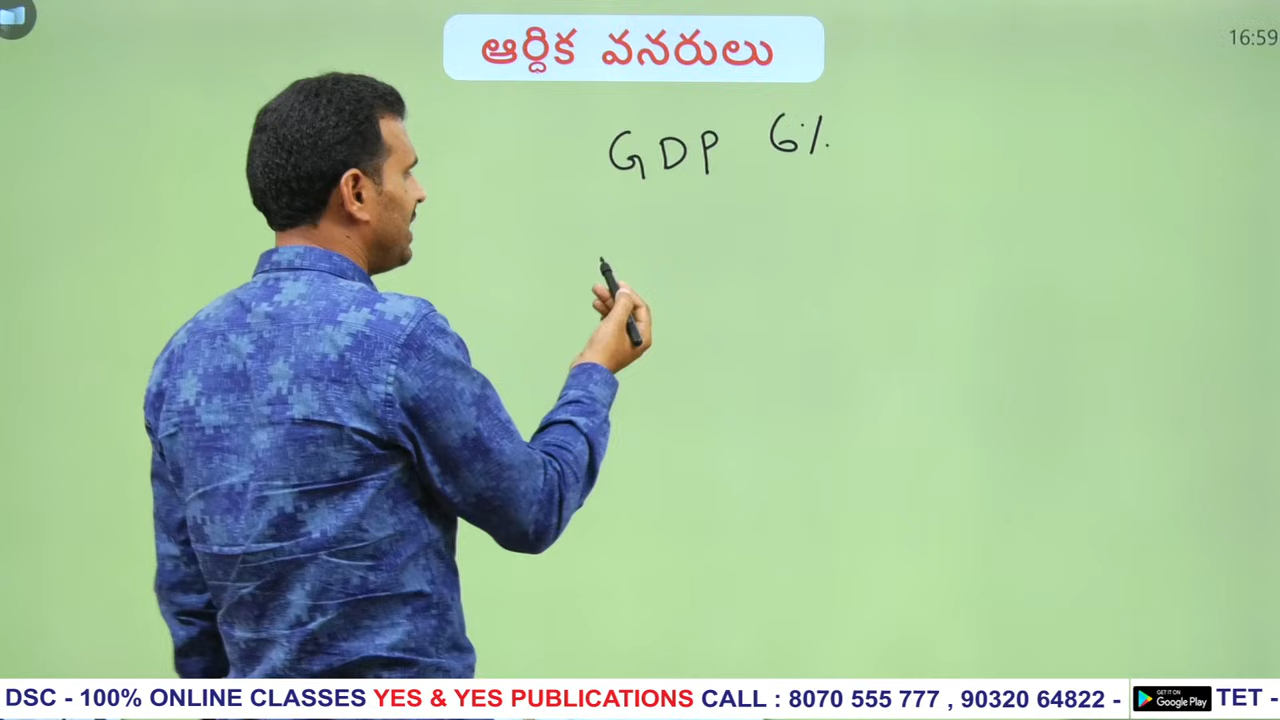 ఆర్దిక వనరులు
16:59
GDP 6%
DSC - 100% ONLINE CLASSES YES & YES PUBLICATIONS CALL : 8070 555 777 , 90320 64822 - GET IT ON Google Play TET -